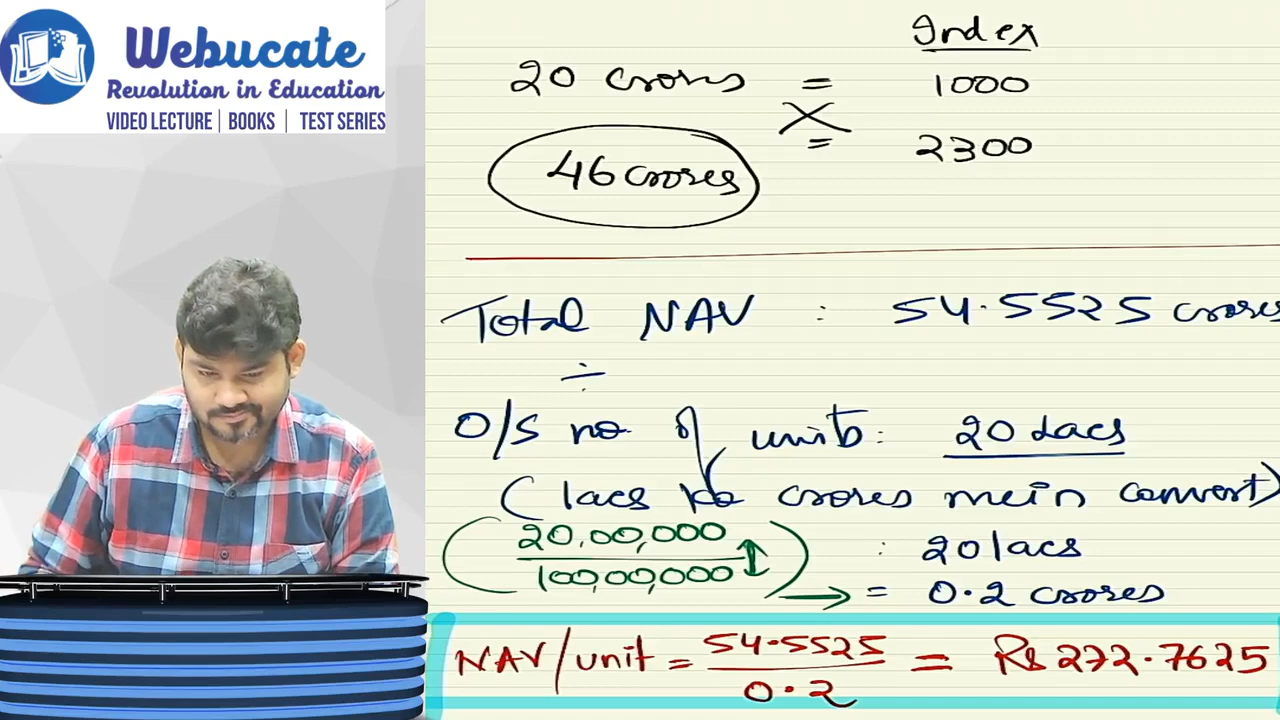 Webucate
Revolution in Education
VIDEO LECTURE | BOOKS | TEST SERIES
Index
20 crores = 1000
46 crores = 2300
Total NAV : 54.5525 crores
÷
O/S no. of units : 20 Lacs
(lacs ko crores mein convert)
20,00,000
100,00,000
: 20 lacs
= 0.2 crores
NAV/unit = 54.5525 / 0.2 = Rs 272.7625